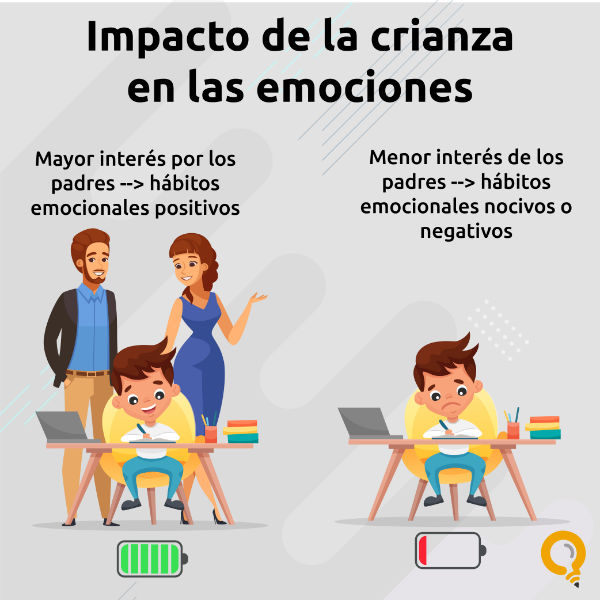 Impacto de la crianza
en las emociones
Mayor interés por los
padres --> hábitos
emocionales positivos
Menor interés de los
padres --> hábitos
emocionales nocivos o
negativos